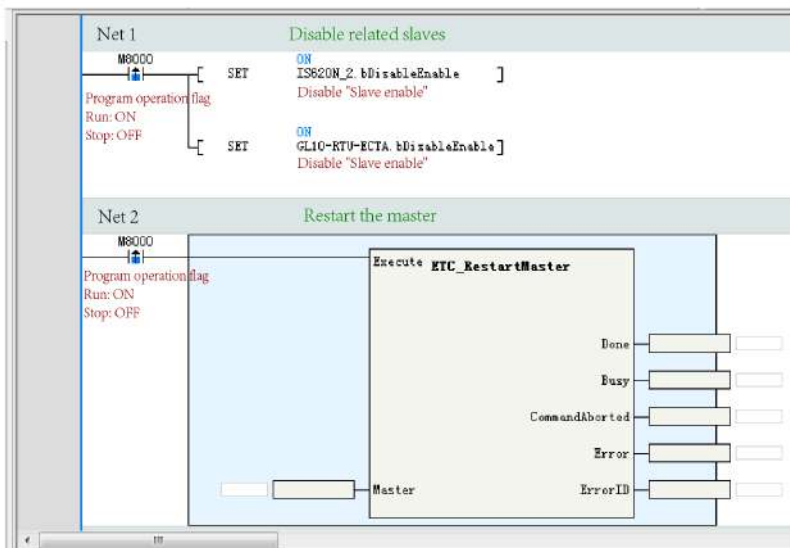 Net 1 Disable related slaves
M8000 ON
[ SET IS620N_2.bDisableEnable ]
Program operation flag Disable "Slave enable"
Run: ON
Stop: OFF ON
[ SET GL10-RTU-ECTA.bDisableEnable]
Disable "Slave enable"
Net 2 Restart the master
M8000
Execute ETC_RestartMaster
Program operation flag
Run: ON
Stop: OFF
Done
Busy
CommandAborted
Error
Master ErrorID